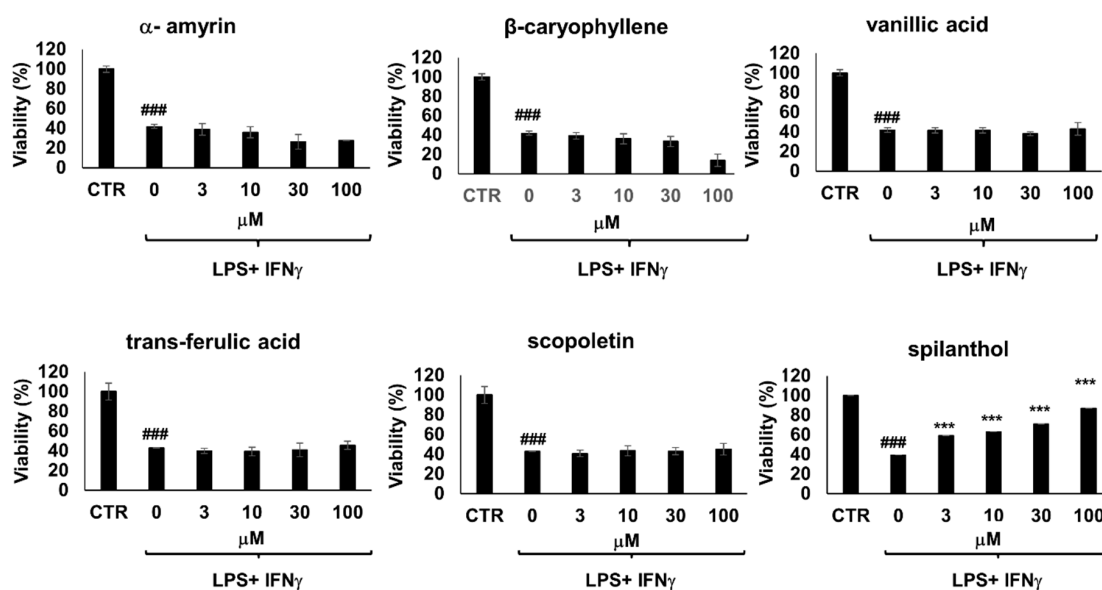 α- amyrin
Viability (%)
120
100
80
60
40
20
0
###
CTR 0 3 10 30 100
μM
LPS+ IFNγ
β-caryophyllene
Viability (%)
120
100
80
60
40
20
0
###
CTR 0 3 10 30 100
μM
LPS+ IFNγ
vanillic acid
Viability (%)
120
100
80
60
40
20
0
###
CTR 0 3 10 30 100
μM
LPS+ IFNγ
trans-ferulic acid
Viability (%)
120
100
80
60
40
20
0
###
CTR 0 3 10 30 100
μM
LPS+ IFNγ
scopoletin
Viability (%)
120
100
80
60
40
20
0
###
CTR 0 3 10 30 100
μM
LPS+ IFNγ
spilanthol
Viability (%)
120
100
80
60
40
20
0
###
***
***
***
***
CTR 0 3 10 30 100
μM
LPS+ IFNγ